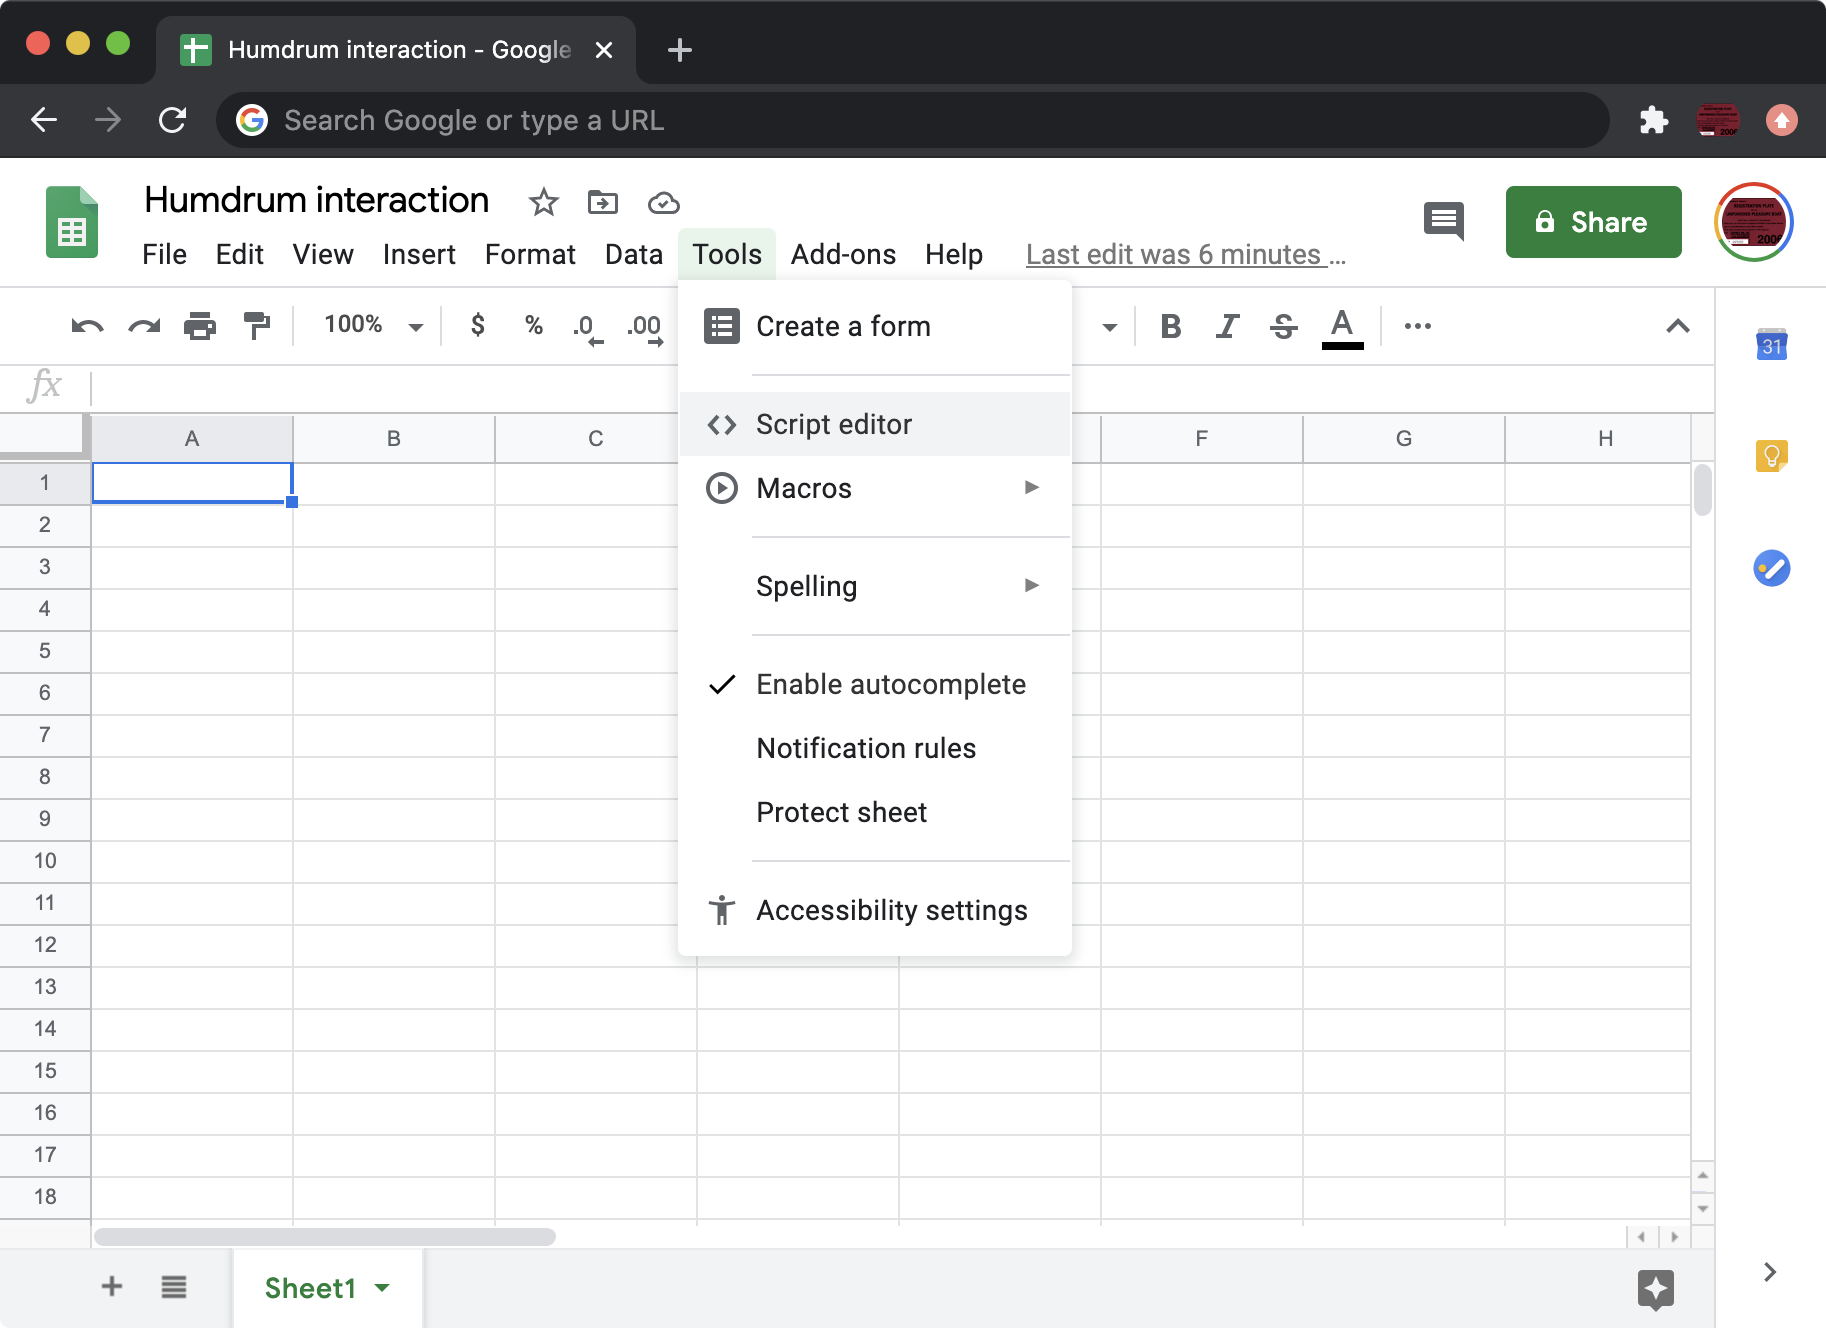 Humdrum interaction - Google
Search Google or type a URL
Humdrum interaction
Share
File Edit View Insert Format Data Tools Add-ons Help Last edit was 6 minutes ...
100% $ % .0 .00 B I S A
31
fx
A B C F G H
Create a form
Script editor
Macros
Spelling
Enable autocomplete
Notification rules
Protect sheet
Accessibility settings
1
2
3
4
5
6
7
8
9
10
11
12
13
14
15
16
17
18
Sheet1